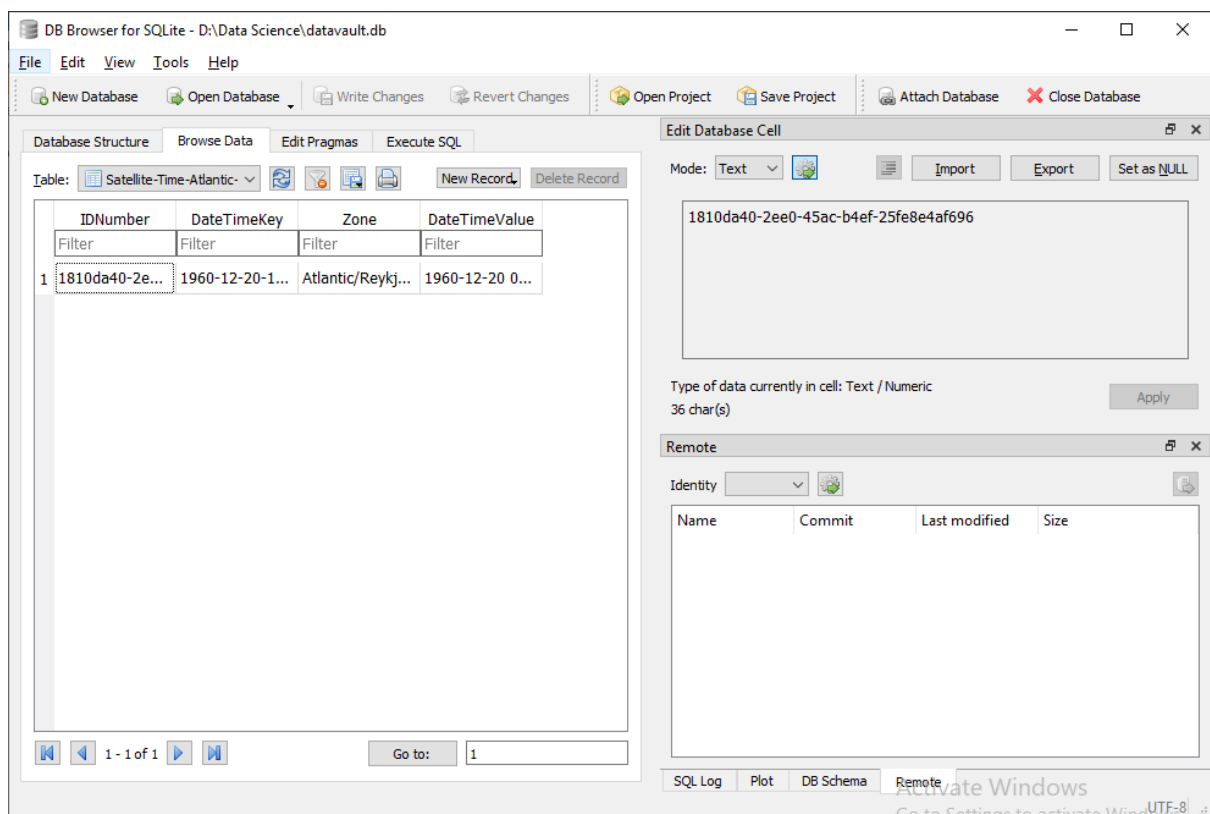 DB Browser for SQLite - D:\Data Science\datavault.db
File Edit View Tools Help
New Database Open Database Write Changes Revert Changes Open Project Save Project Attach Database Close Database
Database Structure Browse Data Edit Pragmas Execute SQL
Table: Satellite-Time-Atlantic- New Record Delete Record
IDNumber DateTimeKey Zone DateTimeValue
Filter Filter Filter Filter
1 1810da40-2e... 1960-12-20-1... Atlantic/Reykj... 1960-12-20 0...
1 - 1 of 1 Go to: 1
Edit Database Cell
Mode: Text Import Export Set as NULL
1810da40-2ee0-45ac-b4ef-25fe8e4af696
Type of data currently in cell: Text / Numeric
36 char(s)
Apply
Remote
Identity
Name Commit Last modified Size
SQL Log Plot DB Schema Remote
Activate Windows
Go to Settings to activate Wind
UTF-8